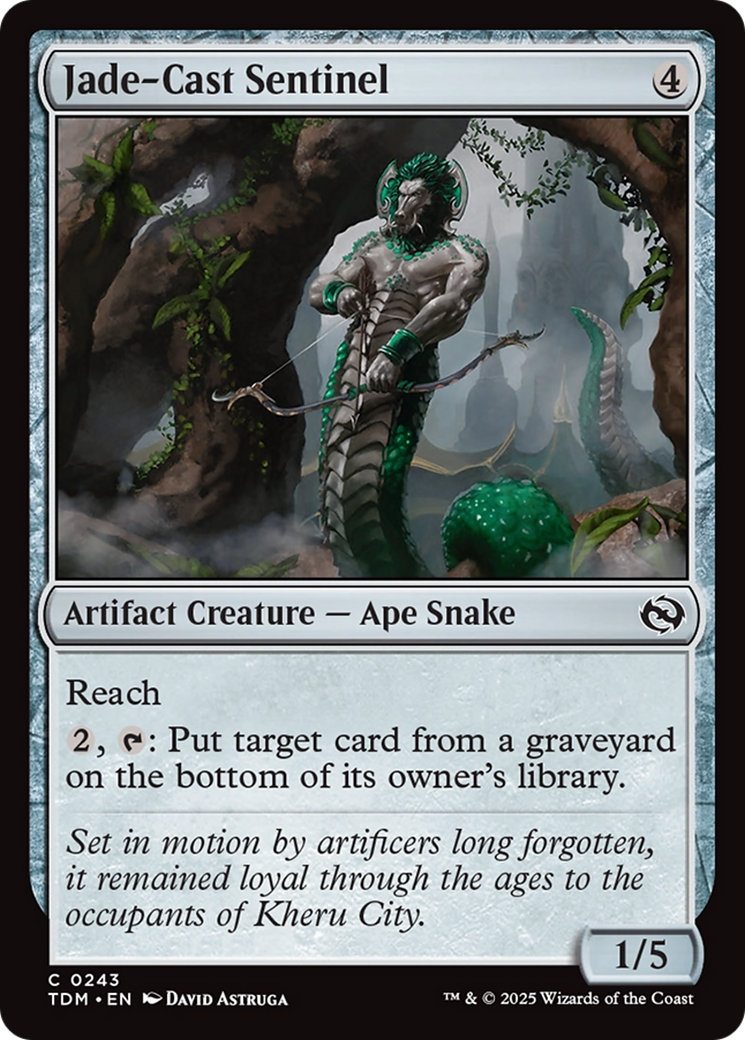 Jade-Cast Sentinel 4
Artifact Creature — Ape Snake
Reach
2, : Put target card from a graveyard
on the bottom of its owner's library.
Set in motion by artificers long forgotten,
it remained loyal through the ages to the
occupants of Kheru City.
1/5
C 0243
TDM • EN David Astruga
™ & © 2025 Wizards of the Coast